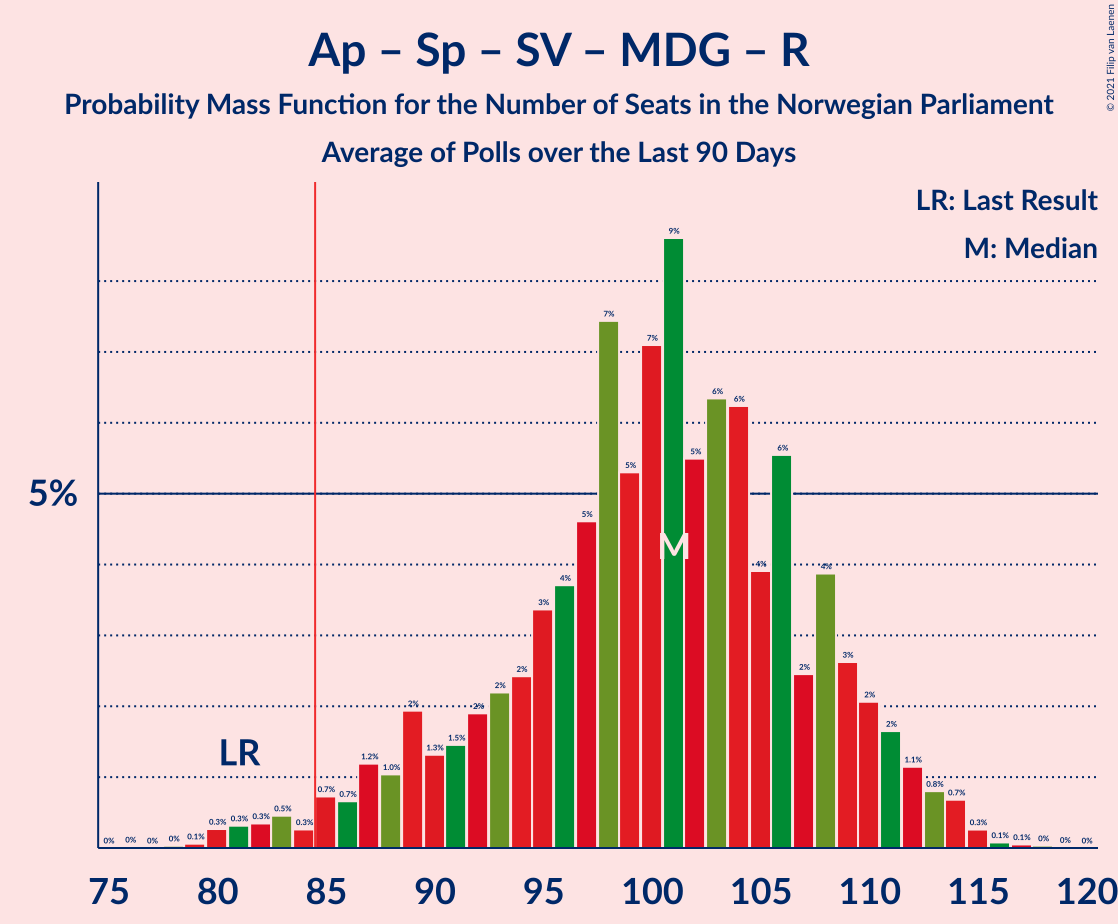 Ap – Sp – SV – MDG – R
Probability Mass Function for the Number of Seats in the Norwegian Parliament
Average of Polls over the Last 90 Days
© 2021 Filip van Laenen
LR: Last Result
M: Median
5%
LR
M
0% 0% 0% 0% 0.1% 0.3% 0.3% 0.3% 0.5% 0.3% 0.7% 0.7% 1.2% 1.0% 2% 1.3% 1.5% 2% 2% 2% 3% 4% 5% 7% 5% 7% 9% 5% 6% 6% 4% 6% 2% 4% 3% 2% 2% 1.1% 0.8% 0.7% 0.3% 0.1% 0.1% 0% 0% 0%
75 80 85 90 95 100 105 110 115 120